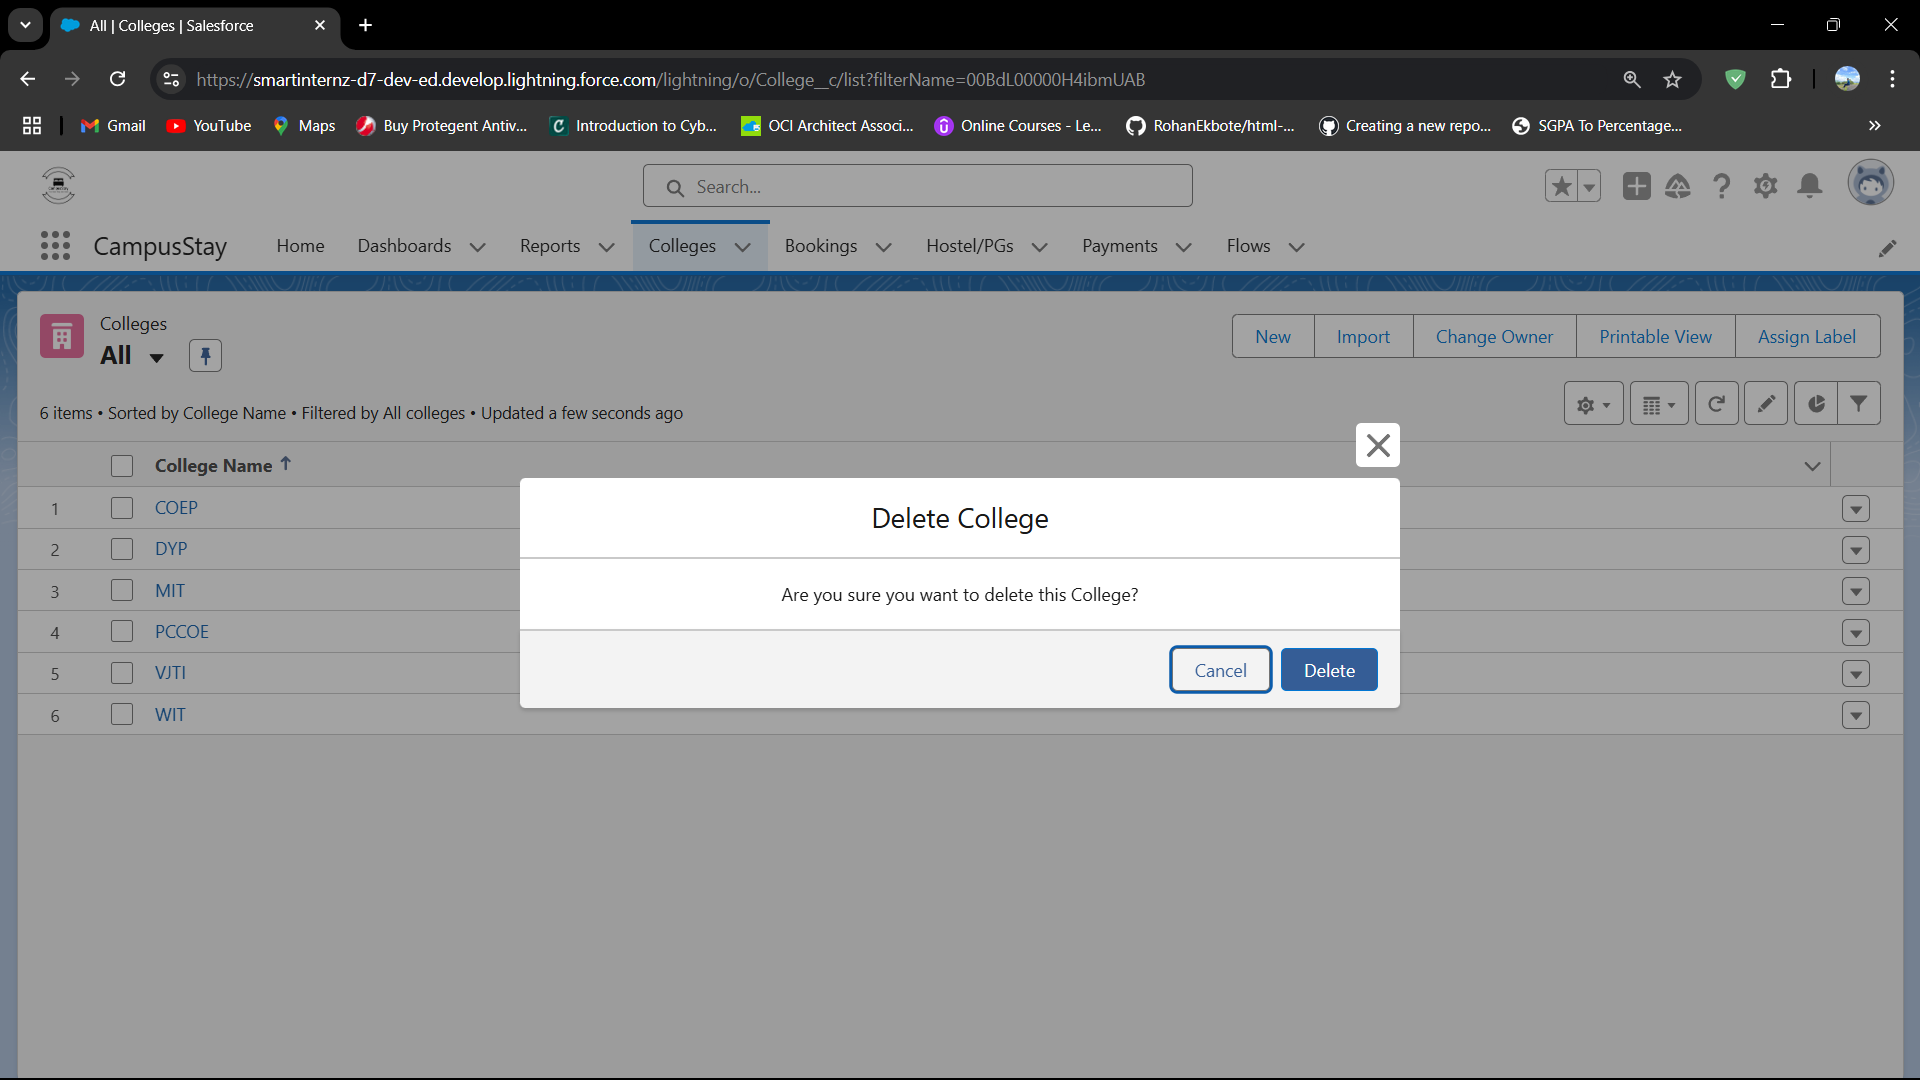 All | Colleges | Salesforce
https://smartinternz-d7-dev-ed.develop.lightning.force.com/lightning/o/College__c/list?filterName=00BdL00000H4ibmUAB
Gmail YouTube Maps Buy Protegent Antiv... Introduction to Cyb... OCI Architect Associ... Online Courses - Le... RohanEkbote/html-... Creating a new repo... SGPA To Percentage...
Search...
CampusStay Home Dashboards Reports Colleges Bookings Hostel/PGs Payments Flows
Colleges
All
New Import Change Owner Printable View Assign Label
6 items • Sorted by College Name • Filtered by All colleges • Updated a few seconds ago
College Name
1 COEP
2 DYP
3 MIT
4 PCCOE
5 VJTI
6 WIT
Delete College
Are you sure you want to delete this College?
Cancel Delete